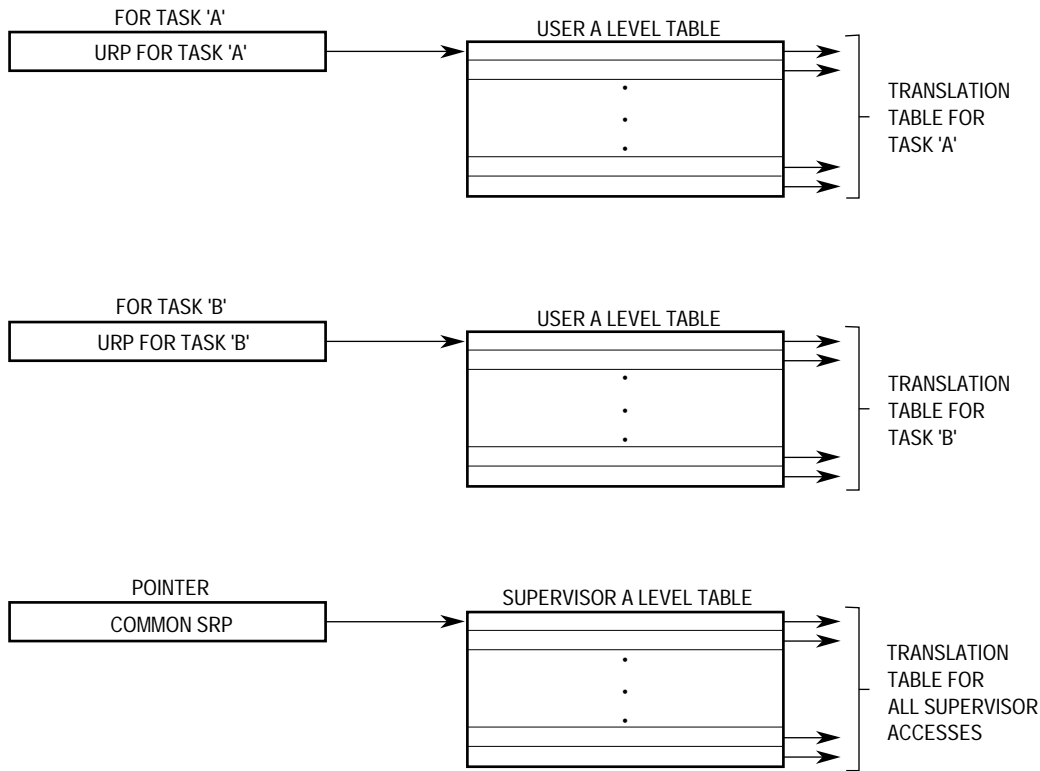 FOR TASK 'A'
URP FOR TASK 'A'
USER A LEVEL TABLE
TRANSLATION
TABLE FOR
TASK 'A'
FOR TASK 'B'
URP FOR TASK 'B'
USER A LEVEL TABLE
TRANSLATION
TABLE FOR
TASK 'B'
POINTER
COMMON SRP
SUPERVISOR A LEVEL TABLE
TRANSLATION
TABLE FOR
ALL SUPERVISOR
ACCESSES